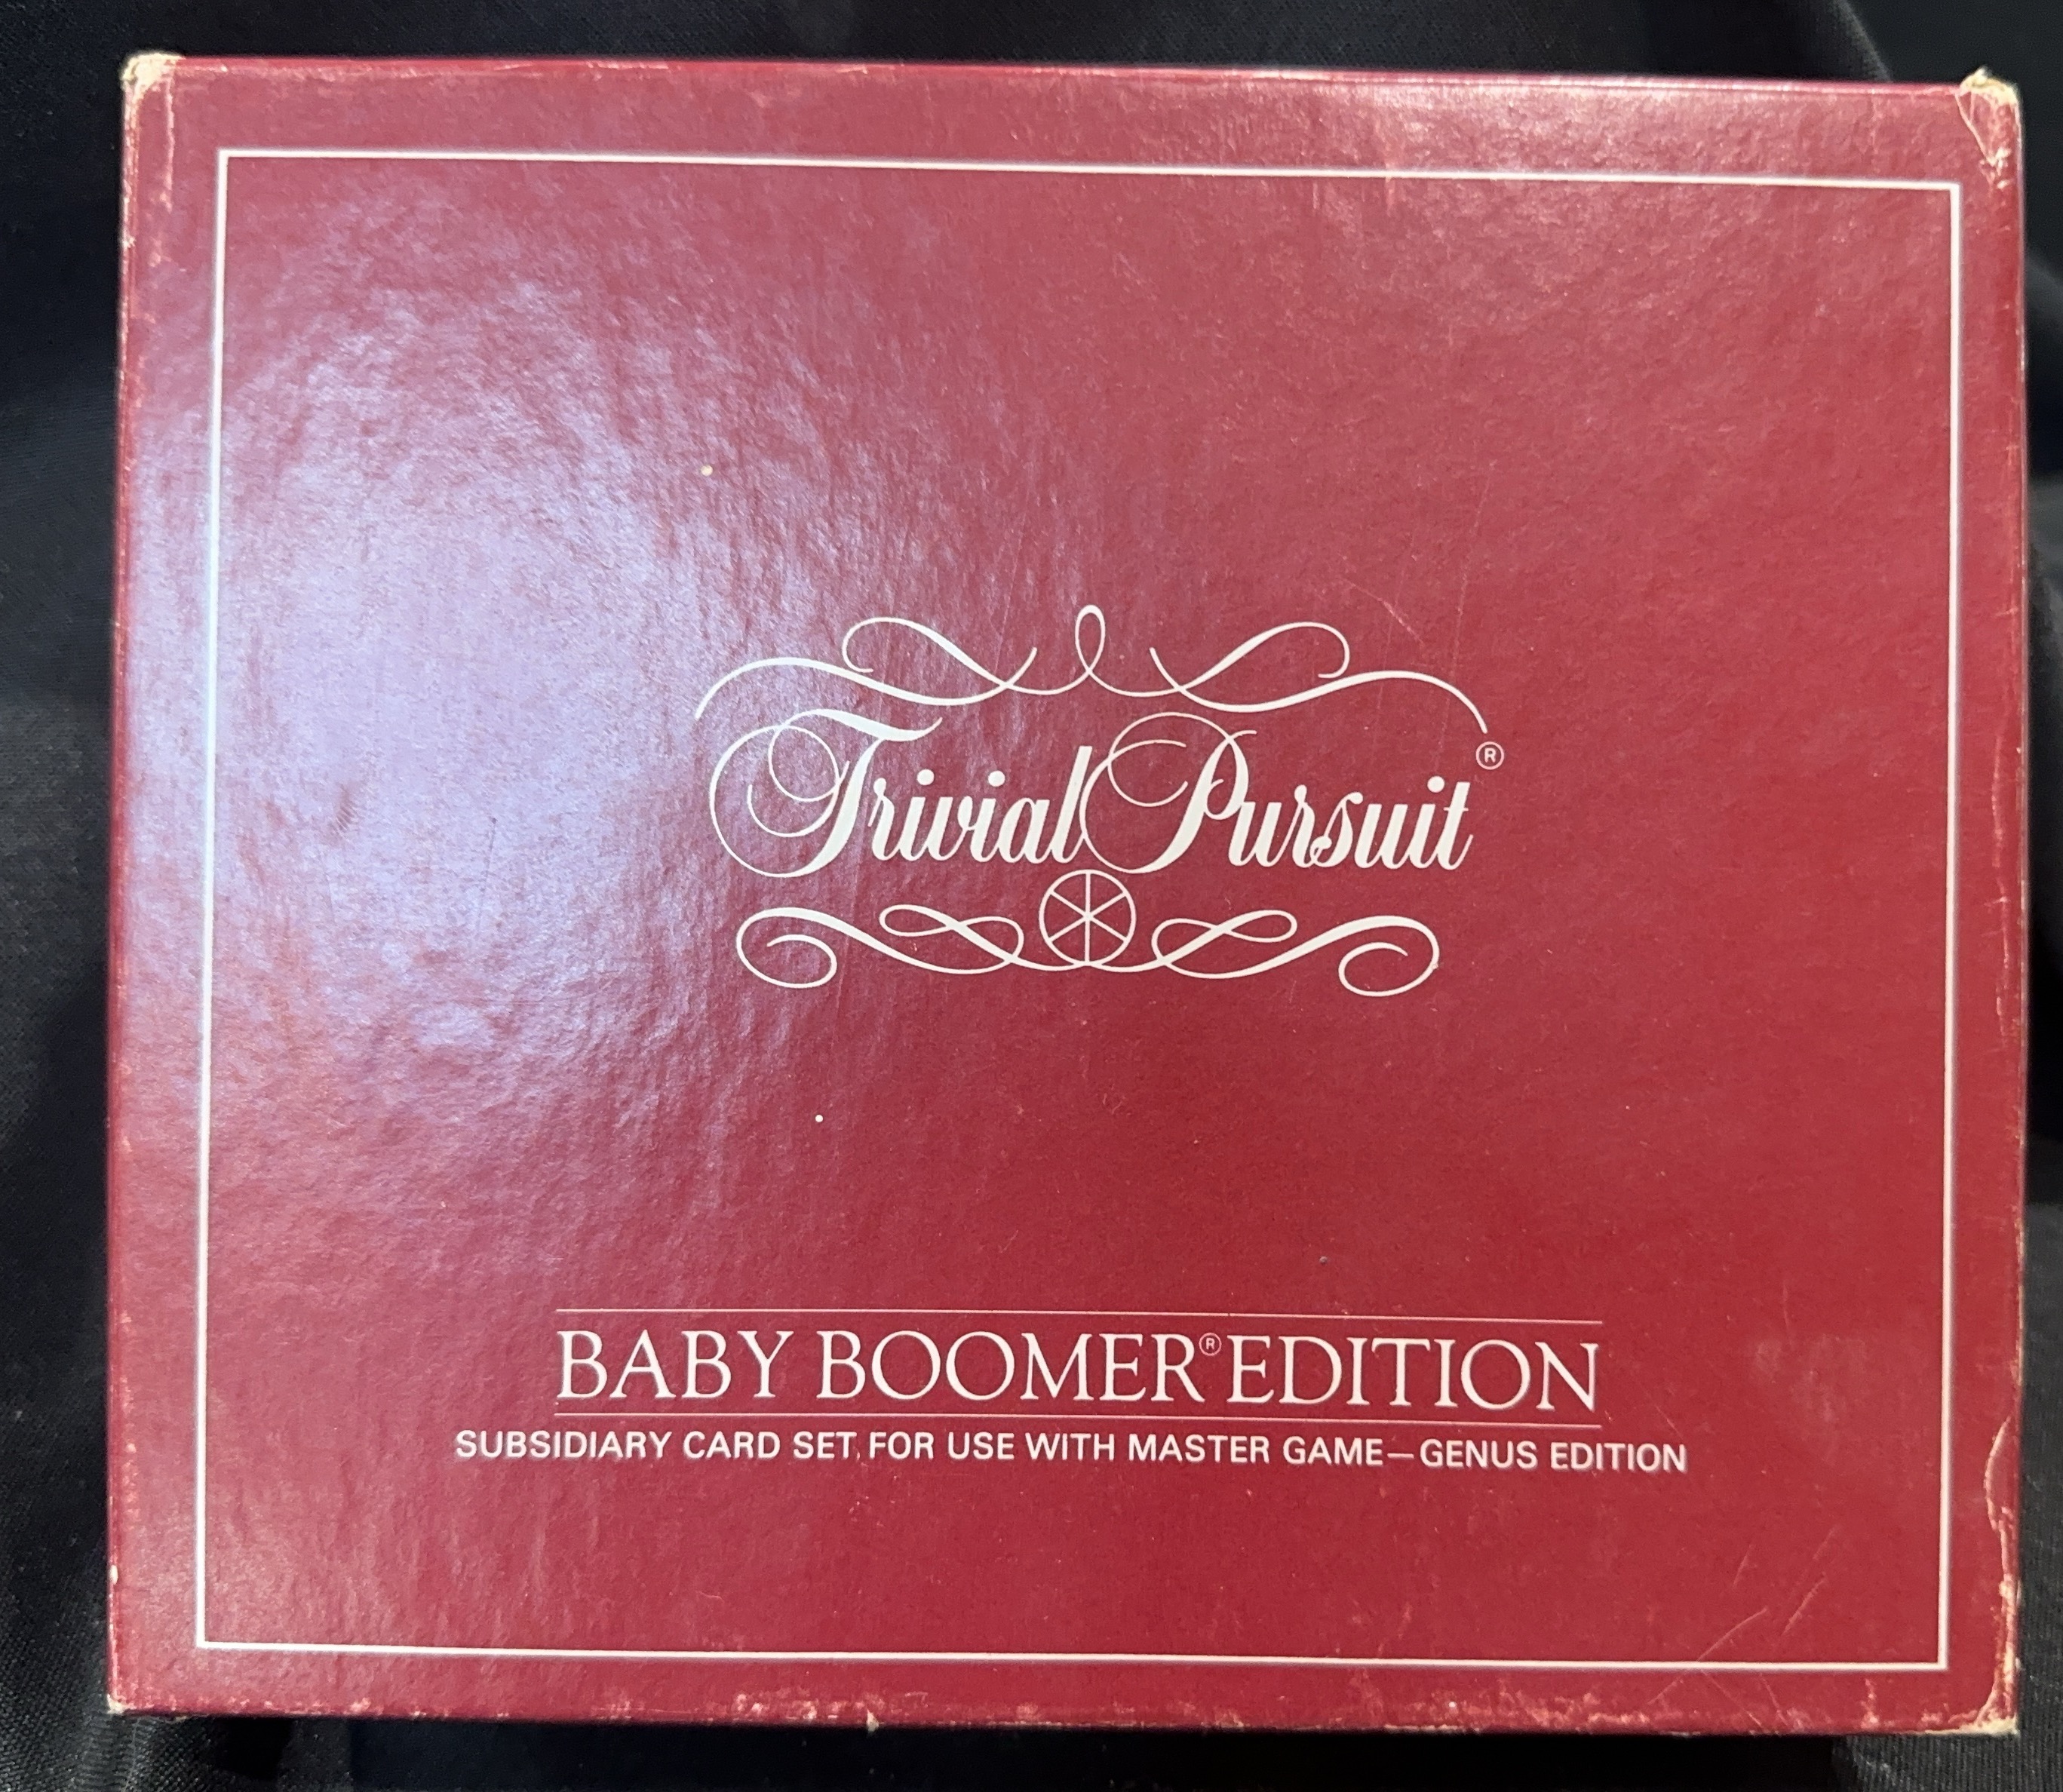 Trivial Pursuit®
BABY BOOMER® EDITION
SUBSIDIARY CARD SET, FOR USE WITH MASTER GAME—GENUS EDITION